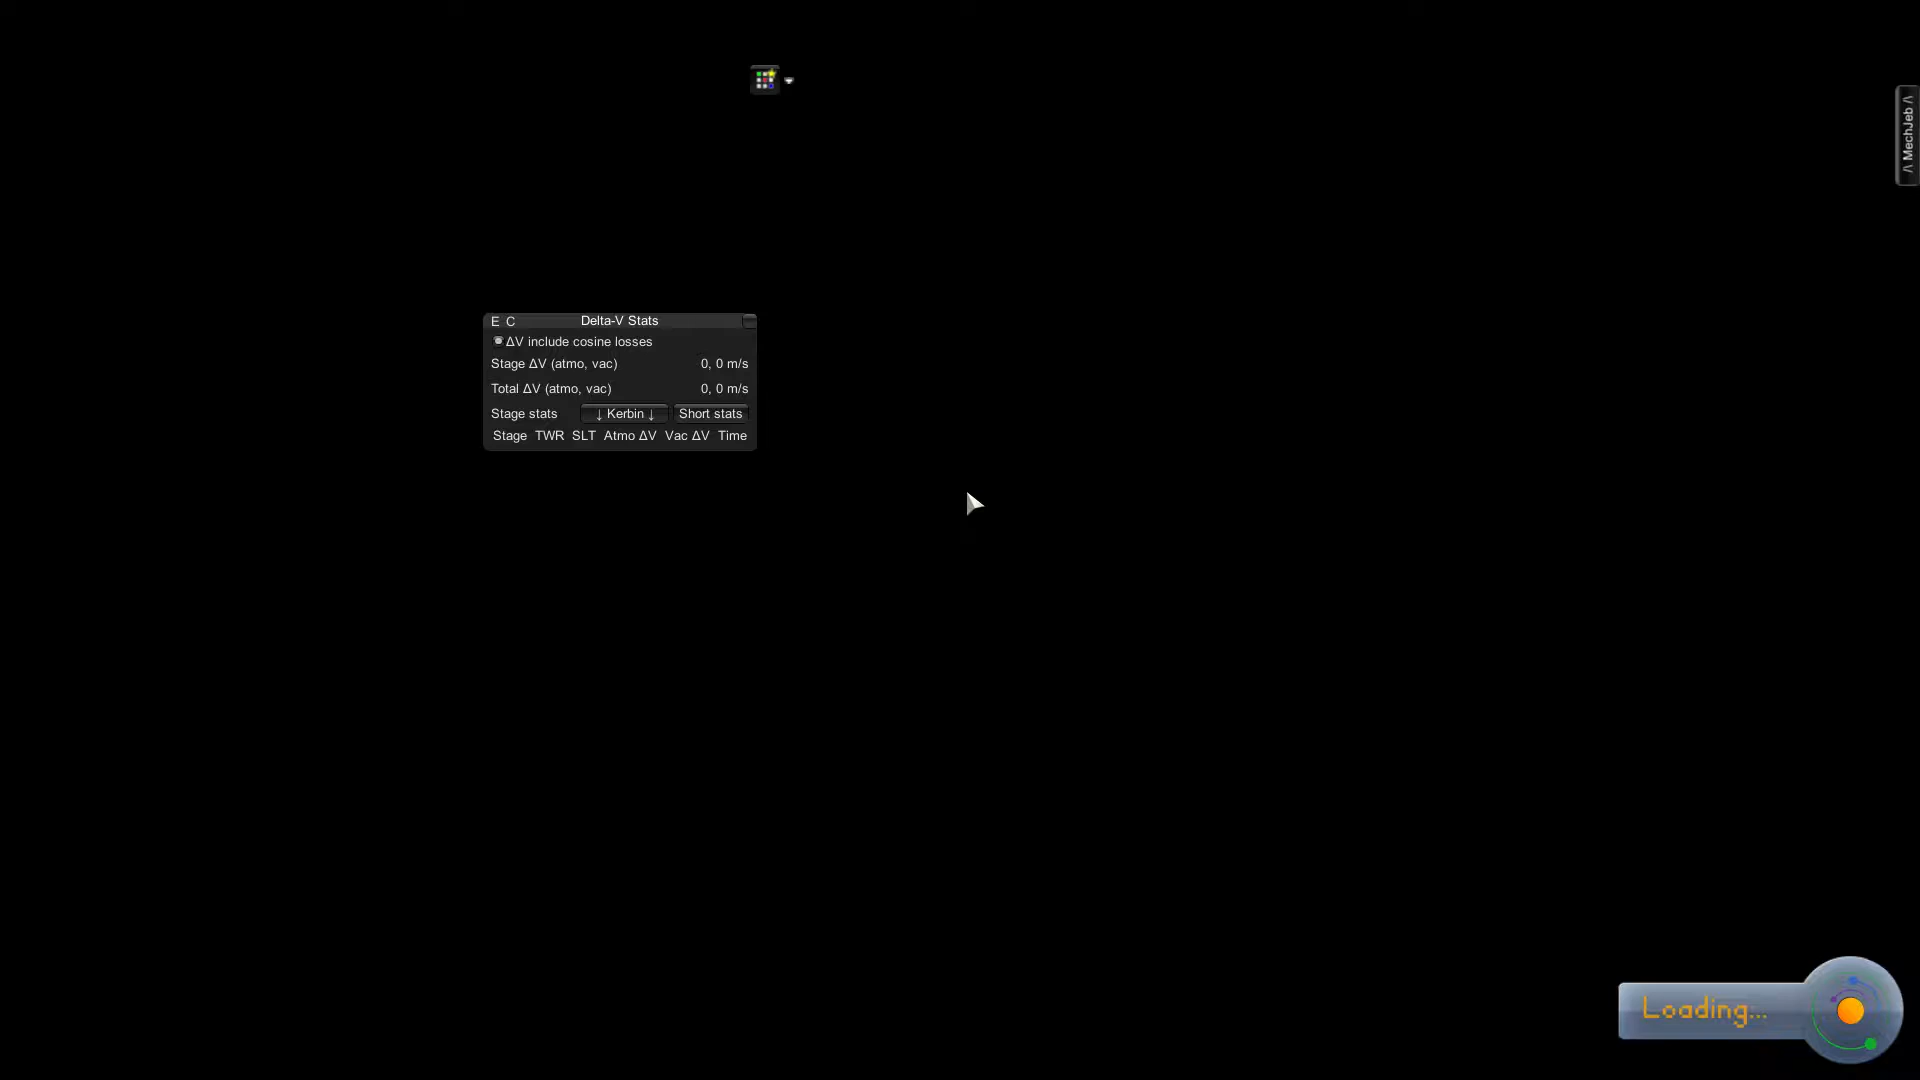 /\ MechJeb /\
E C Delta-V Stats
ΔV include cosine losses
Stage ΔV (atmo, vac) 0, 0 m/s
Total ΔV (atmo, vac) 0, 0 m/s
Stage stats ↓ Kerbin ↓ Short stats
Stage TWR SLT Atmo ΔV Vac ΔV Time
Loading...